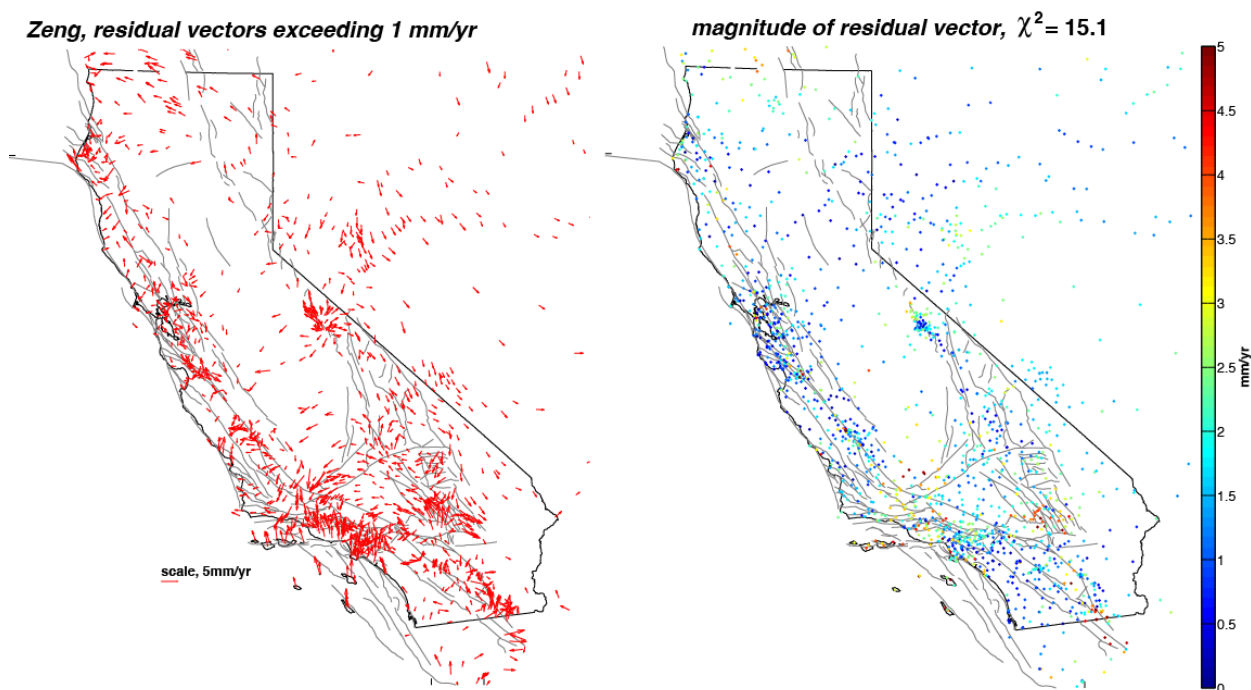 Zeng, residual vectors exceeding 1 mm/yr
magnitude of residual vector, χ² = 15.1
scale, 5mm/yr
5
4.5
4
3.5
3
2.5
2
1.5
1
0.5
0
mm/yr